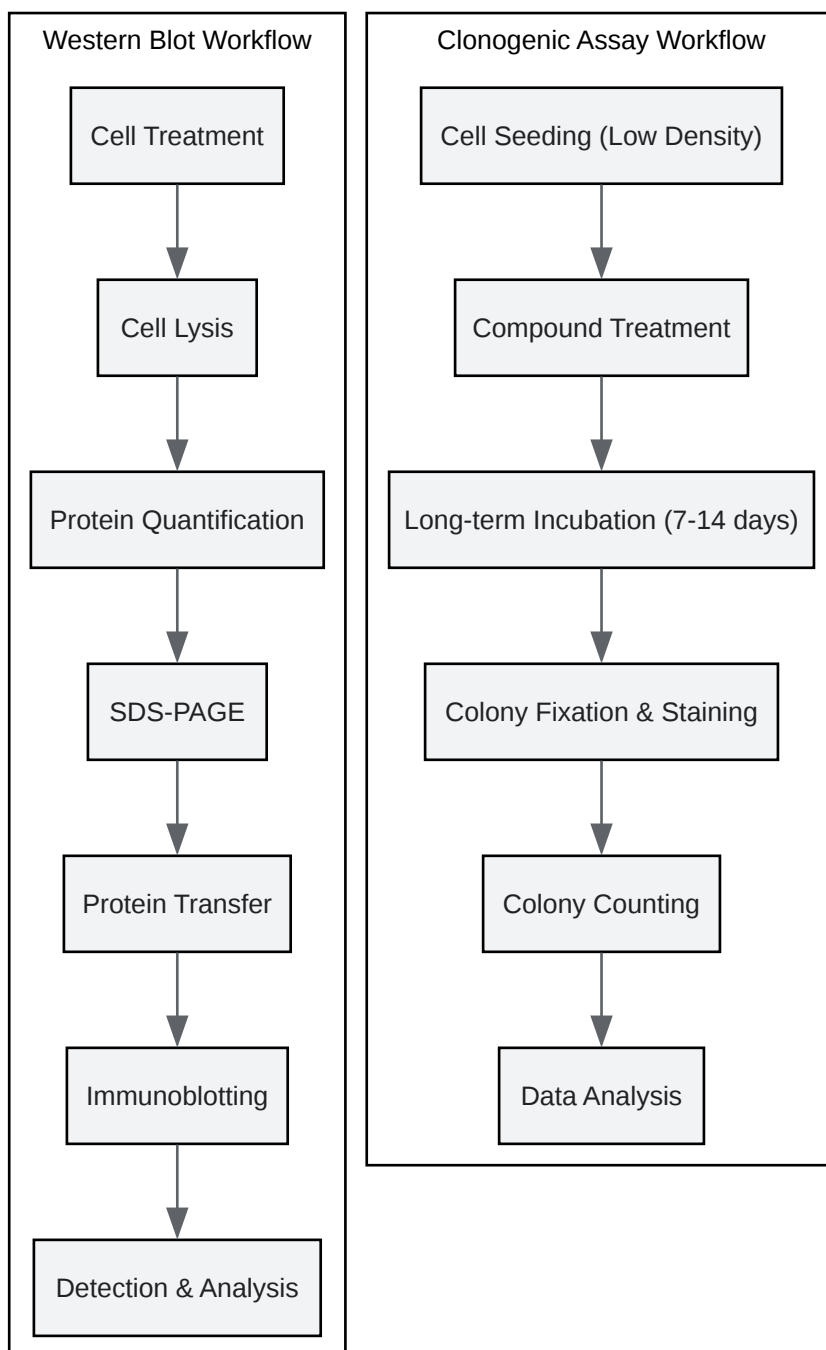 Western Blot Workflow
Cell Treatment
Cell Lysis
Protein Quantification
SDS-PAGE
Protein Transfer
Immunoblotting
Detection & Analysis
Clonogenic Assay Workflow
Cell Seeding (Low Density)
Compound Treatment
Long-term Incubation (7-14 days)
Colony Fixation & Staining
Colony Counting
Data Analysis